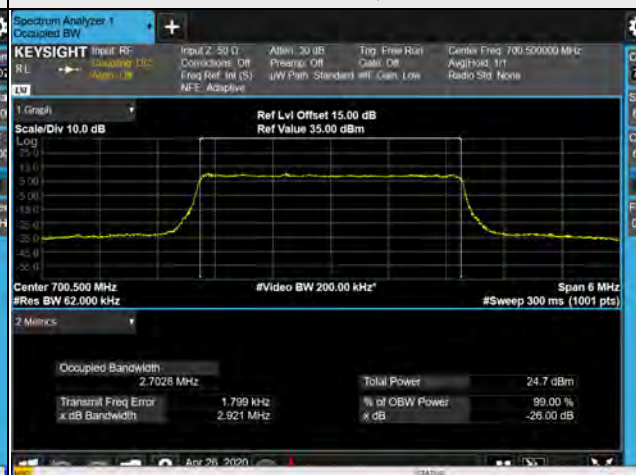 Spectrum Analyzer 1
Occupied BW
KEYSIGHT Input: RF Input Z: 50 Ω Atten: 30 dB Trig: Free Run Center Freq: 700.500000 MHz
RL Coupling: DC Corrections: Off Preamp: Off Gate: Off Avg|Hold: 1/1
Align: Off Freq Ref: Int (S) µW Path: Standard #IF Gain: Low Radio Std: None
NFE: Adaptive
1 Graph
Scale/Div 10.0 dB
Ref Lvl Offset 15.00 dB
Ref Value 35.00 dBm
Log
25.0
15.0
5.00
-5.00
-15.0
-25.0
-35.0
-45.0
-55.0
Center 700.500 MHz #Video BW 200.00 kHz* Span 6 MHz
#Res BW 62.000 kHz #Sweep 300 ms (1001 pts)
2 Metrics
Occupied Bandwidth
2.7028 MHz
Total Power 24.7 dBm
Transmit Freq Error 1.799 kHz
% of OBW Power 99.00 %
x dB Bandwidth 2.921 MHz
x dB -26.00 dB
Apr 26, 2020
STATUS